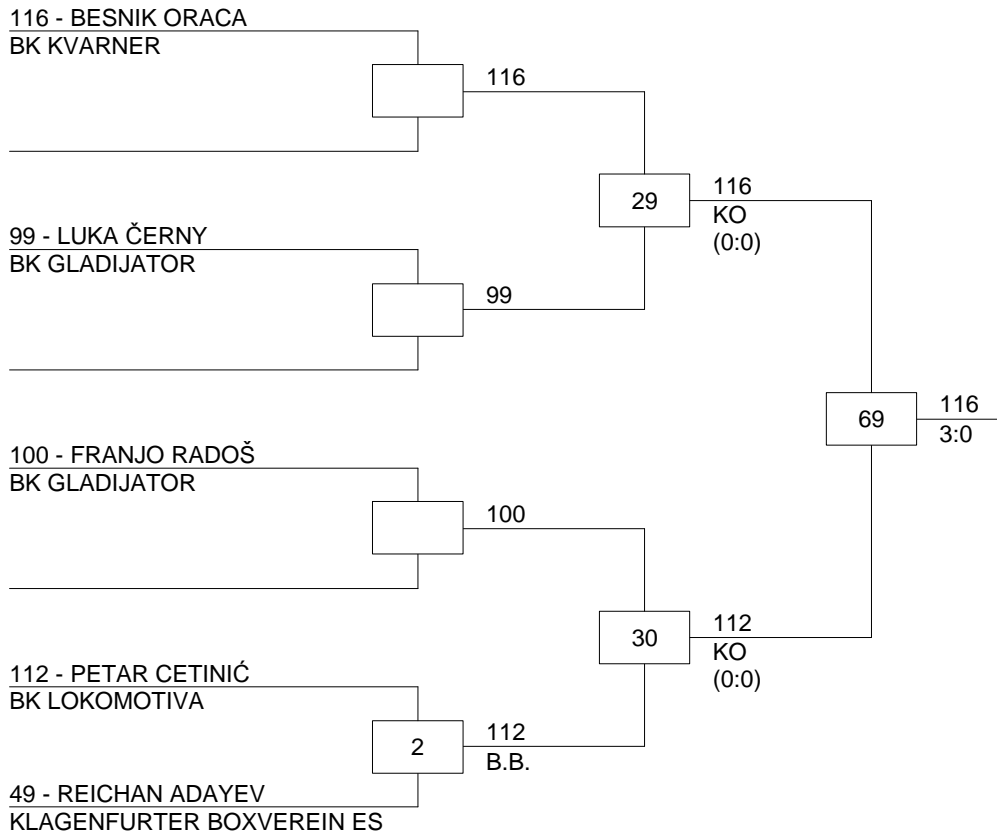 116 - BESNIK ORACA
BK KVARNER
116
29
116
KO
(0:0)
99 - LUKA ČERNY
BK GLADIJATOR
99
69
116
3:0
100 - FRANJO RADOŠ
BK GLADIJATOR
100
30
112
KO
(0:0)
112 - PETAR CETINIĆ
BK LOKOMOTIVA
2
112
B.B.
49 - REICHAN ADAYEV
KLAGENFURTER BOXVEREIN ES